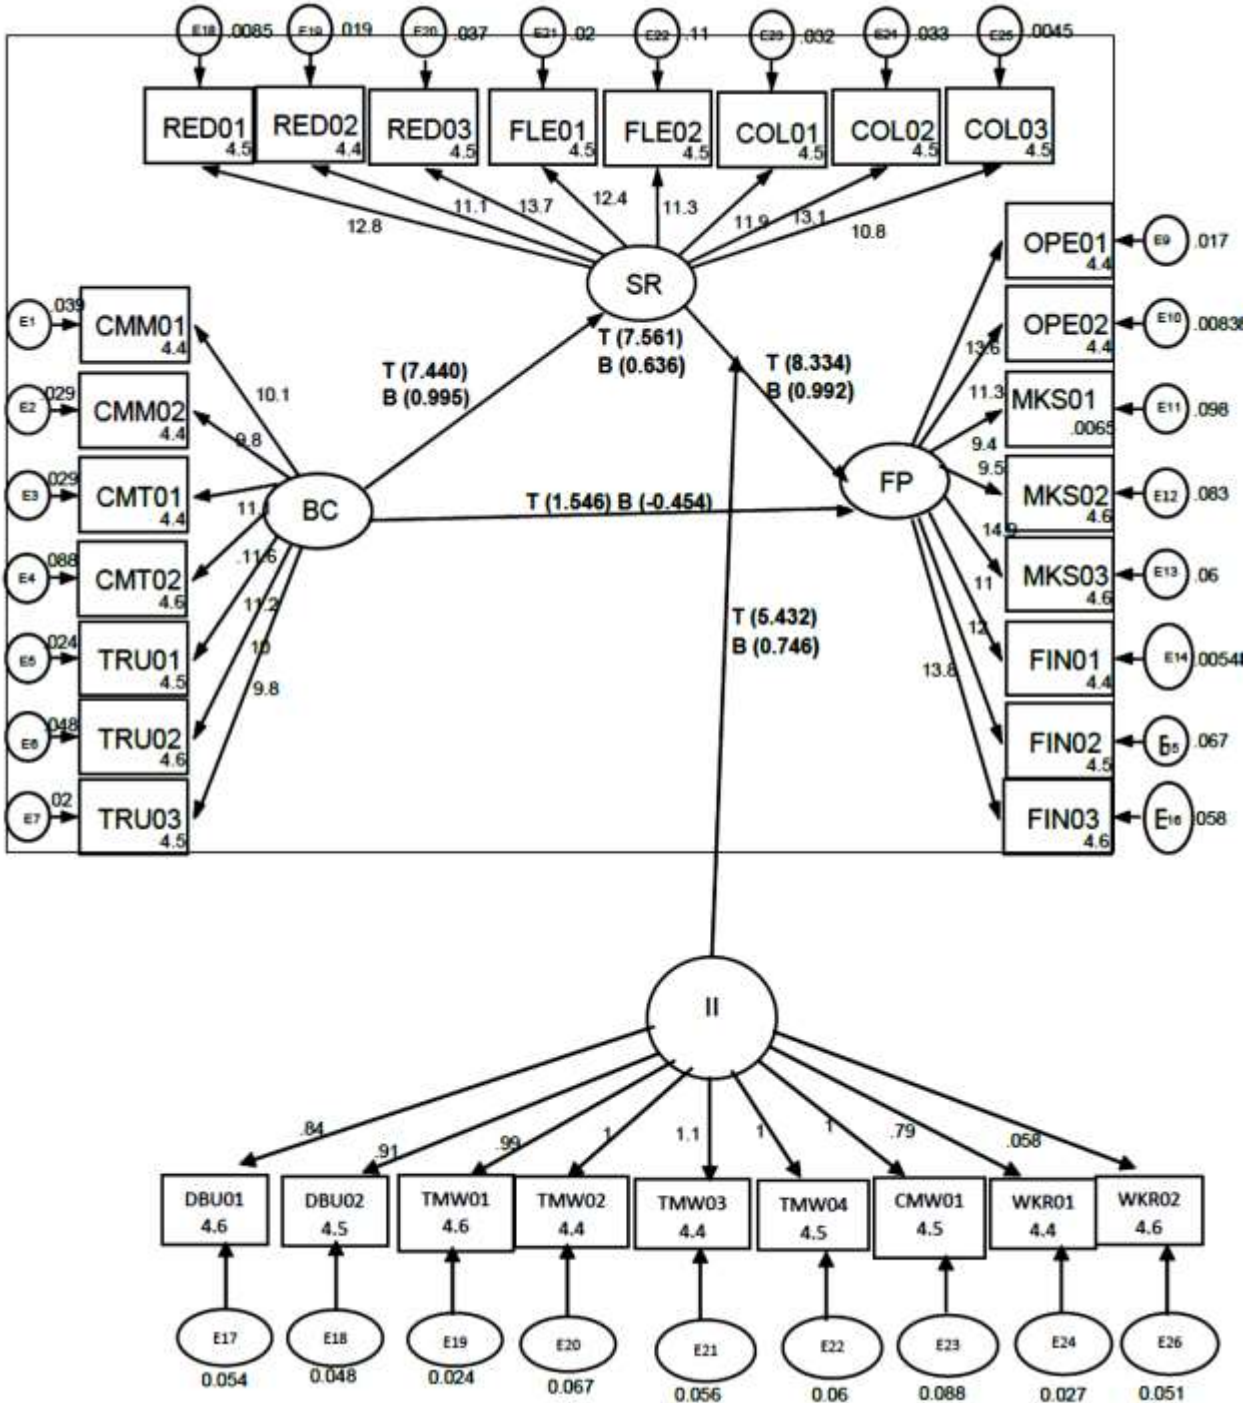 E18 .0085 E19 .019 E20 .037 E21 .02 E22 .11 E23 .032 E24 .033 E25 .0045
RED01 4.5 RED02 4.4 RED03 4.5 FLE01 4.5 FLE02 4.5 COL01 4.5 COL02 4.5 COL03 4.5
12.8 11.1 13.7 12.4 11.3 11.9 13.1 10.8
SR
T (7.561)
B (0.636)
T (7.440)
B (0.995)
T (8.334)
B (0.992)
E1 .039 CMM01 4.4
E2 .029 CMM02 4.4
E3 .029 CMT01 4.4
E4 .088 CMT02 4.6
E5 .024 TRU01 4.5
E6 .048 TRU02 4.6
E7 .02 TRU03 4.5
10.1
9.8
11.1
.11.6
11.2
10
9.8
BC
T (1.546) B (-0.454)
FP
13.6
11.3
9.4
9.5
14.9
11
12
13.8
OPE01 4.4 E9 .017
OPE02 4.4 E10 .00838
MKS01 .0065 E11 .098
MKS02 4.6 E12 .083
MKS03 4.6 E13 .06
FIN01 4.4 E14 .00548
FIN02 4.5 .067
FIN03 4.6 E16 058
T (5.432)
B (0.746)
II
.84 .91 .99 1 1.1 1 1 .79 .058
DBU01 DBU02 TMW01 TMW02 TMW03 TMW04 CMW01 WKR01 WKR02
4.6 4.5 4.6 4.4 4.4 4.5 4.5 4.4 4.6
E17 E18 E19 E20 E21 E22 E23 E24 E26
0.054 0.048 0.024 0.067 0.056 0.06 0.088 0.027 0.051